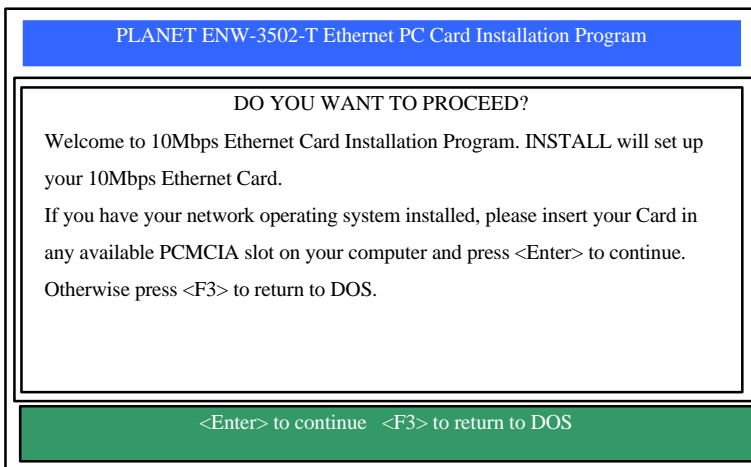 PLANET ENW-3502-T Ethernet PC Card Installation Program
DO YOU WANT TO PROCEED?
Welcome to 10Mbps Ethernet Card Installation Program. INSTALL will set up
your 10Mbps Ethernet Card.
If you have your network operating system installed, please insert your Card in
any available PCMCIA slot on your computer and press <Enter> to continue.
Otherwise press <F3> to return to DOS.
<Enter> to continue <F3> to return to DOS